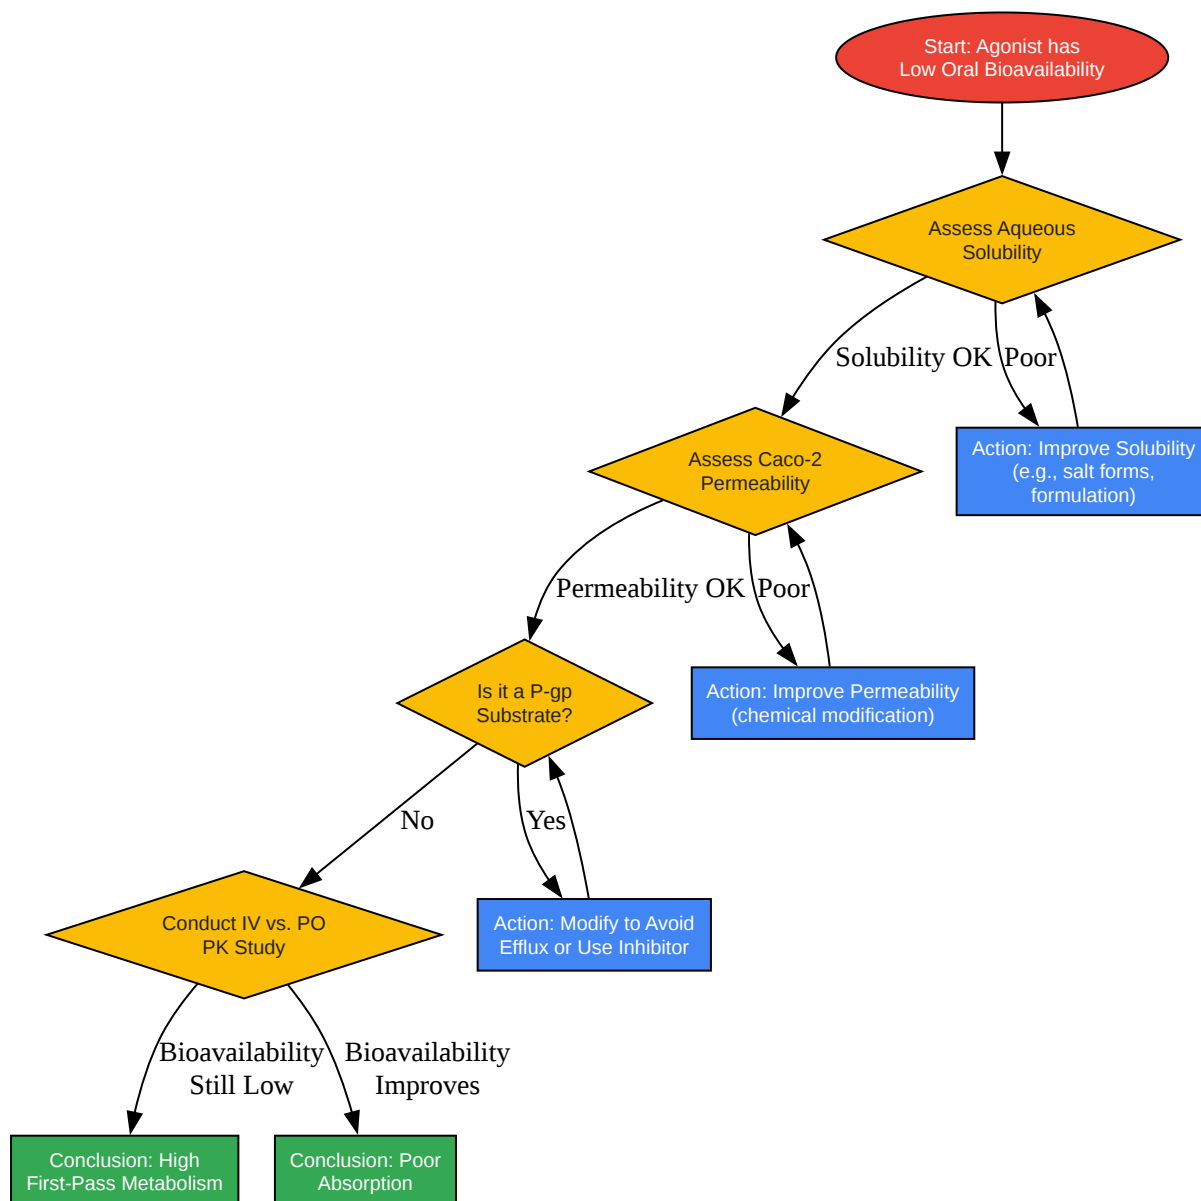 Start: Agonist has
Low Oral Bioavailability
Assess Aqueous
Solubility
Solubility OK
Poor
Action: Improve Solubility
(e.g., salt forms,
formulation)
Assess Caco-2
Permeability
Permeability OK
Poor
Action: Improve Permeability
(chemical modification)
Is it a P-gp
Substrate?
No
Yes
Action: Modify to Avoid
Efflux or Use Inhibitor
Conduct IV vs. PO
PK Study
Bioavailability
Still Low
Bioavailability
Improves
Conclusion: High
First-Pass Metabolism
Conclusion: Poor
Absorption